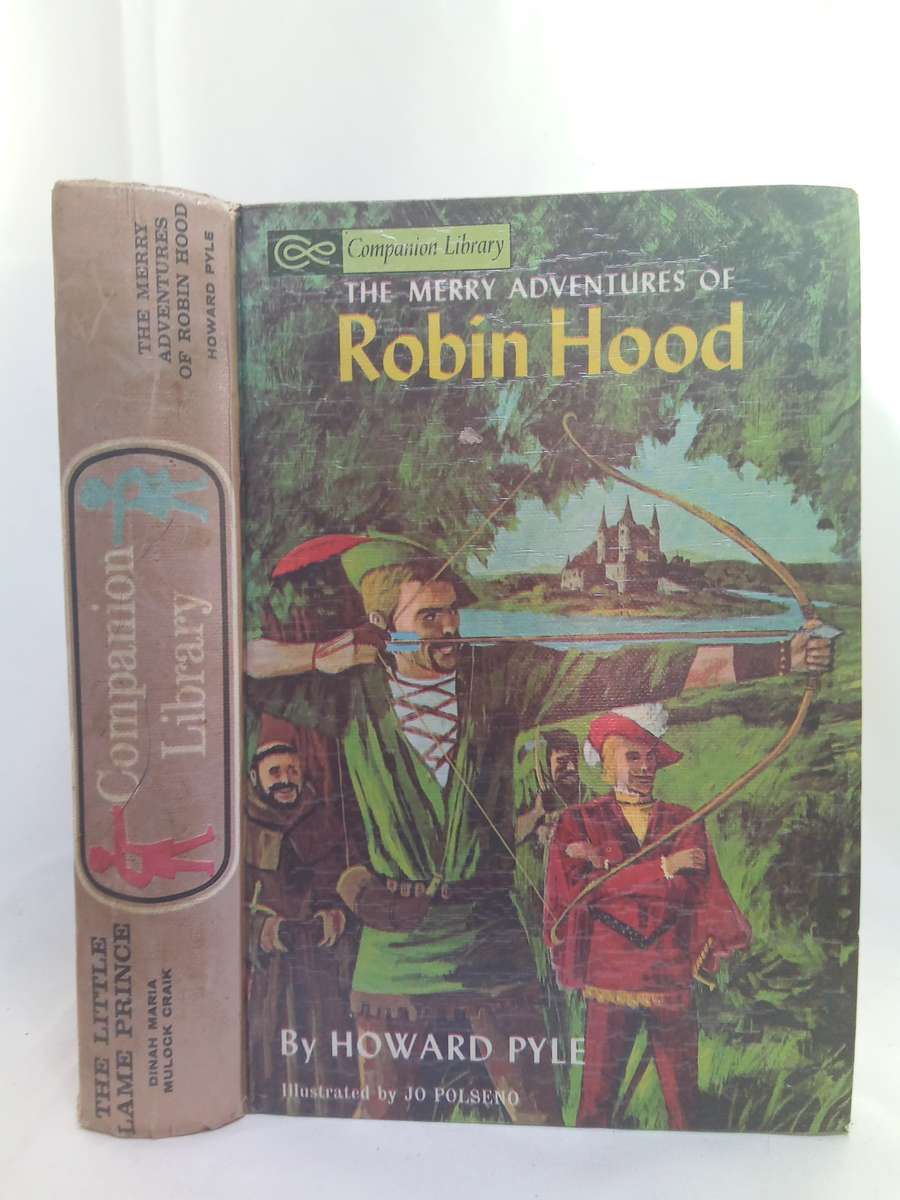 THE MERRY
ADVENTURES
OF ROBIN HOOD
HOWARD PYLE
Companion
Library
THE LITTLE
LAME PRINCE
DINAH MARIA
MULOCK CRAIK
Companion Library
THE MERRY ADVENTURES OF
Robin Hood
By HOWARD PYLE
Illustrated by JO POLSENO